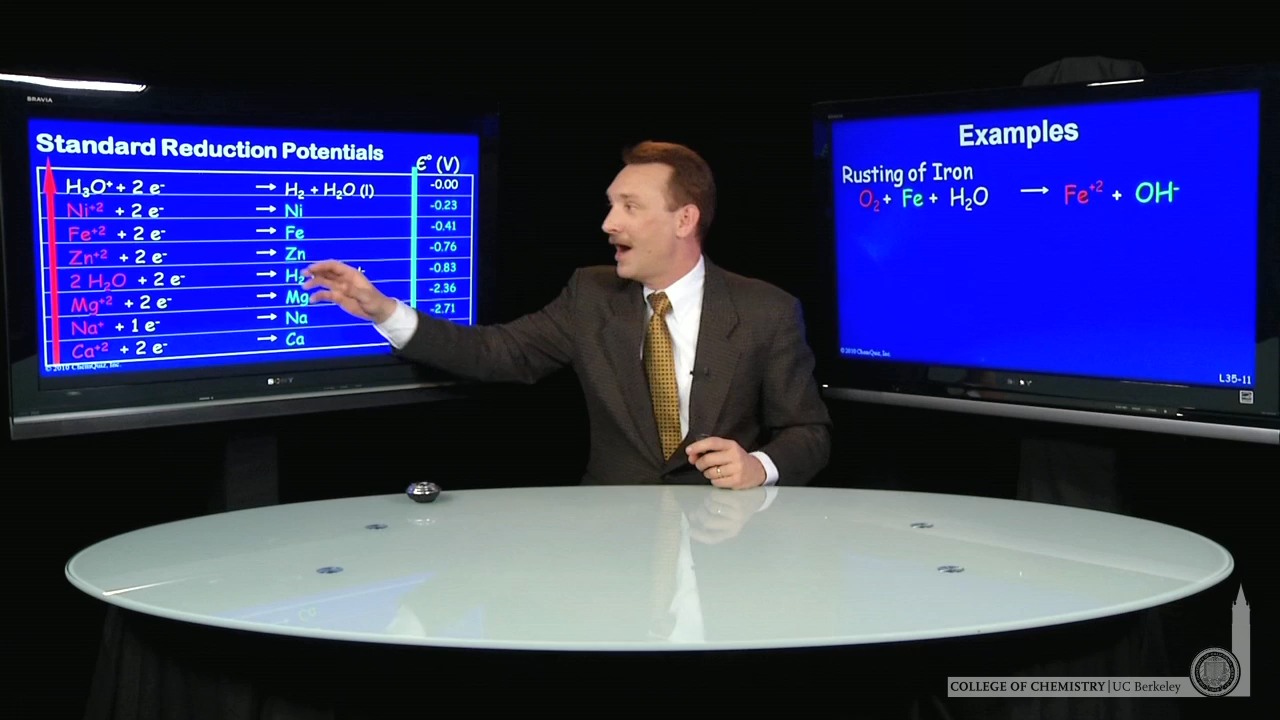 BRAVIA
Standard Reduction Potentials
ℰ° (V)
H₃O⁺ + 2 e⁻ → H₂ + H₂O (l) -0.00
Ni⁺² + 2 e⁻ → Ni -0.23
Fe⁺² + 2 e⁻ → Fe -0.41
Zn⁺² + 2 e⁻ → Zn -0.76
2 H₂O + 2 e⁻ → H₂ -0.83
Mg⁺² + 2 e⁻ → Mg -2.36
Na⁺ + 1 e⁻ → Na -2.71
Ca⁺² + 2 e⁻ → Ca
© 2010 ChemQuiz, Inc.
SONY
Examples
Rusting of Iron
O₂ + Fe + H₂O → Fe⁺² + OH⁻
© 2010 ChemQuiz, Inc.
L35-11
SONY
COLLEGE OF CHEMISTRY | UC Berkeley